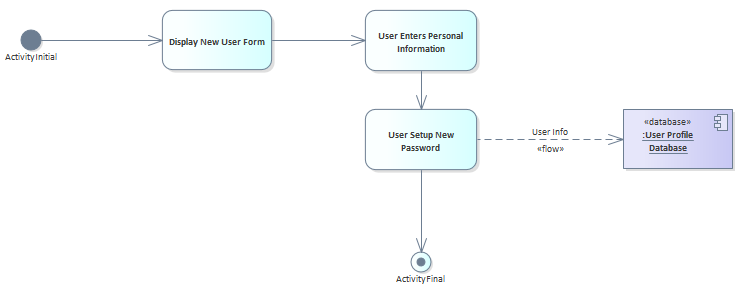 ActivityInitial
Display New User Form
User Enters Personal
Information
User Setup New
Password
User Info
«flow»
«database»
:User Profile
Database
ActivityFinal